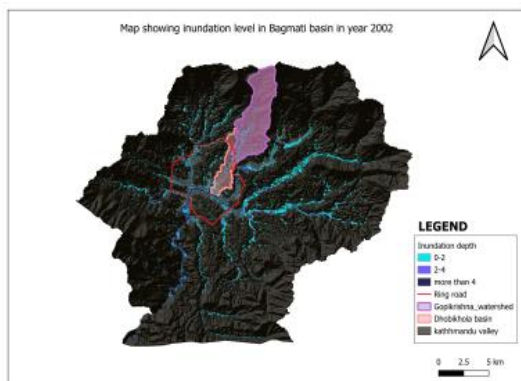 Map showing inundation level in Bagmati basin in year 2002
LEGEND
Inundation depth
0-2
2-4
more than 4
Ring road
Gopikrishna_watershed
Dhobikhola basin
kathhmandu valley
0 2.5 5 km